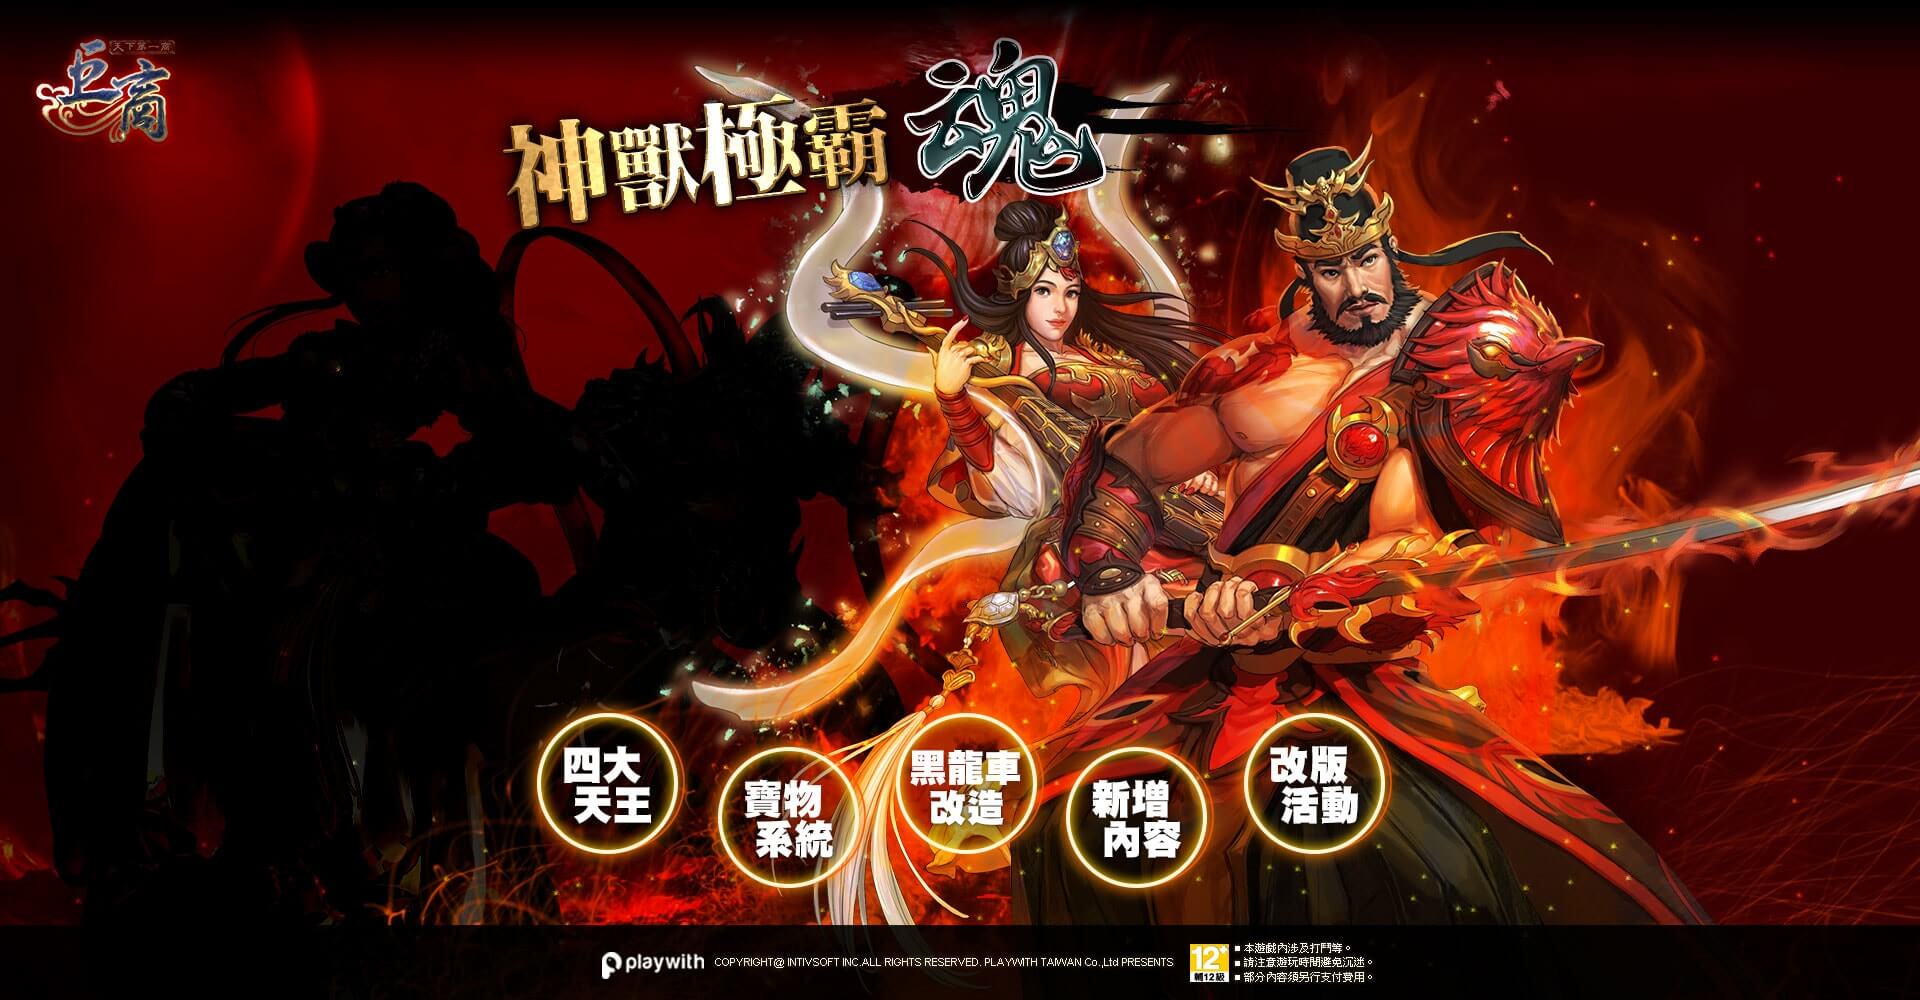 天下第一商
巨商
神獸極霸 魂
四大
天王
寶物
系統
黑龍車
改造
新增
內容
改版
活動
playwith
COPYRIGHT@ INTIVSOFT INC.ALL RIGHTS RESERVED. PLAYWITH TAIWAN Co.,Ltd PRESENTS
12+
輔12級
■ 本遊戲內涉及打鬥等。
■ 請注意遊玩時間避免沉迷。
■ 部分內容須另行支付費用。